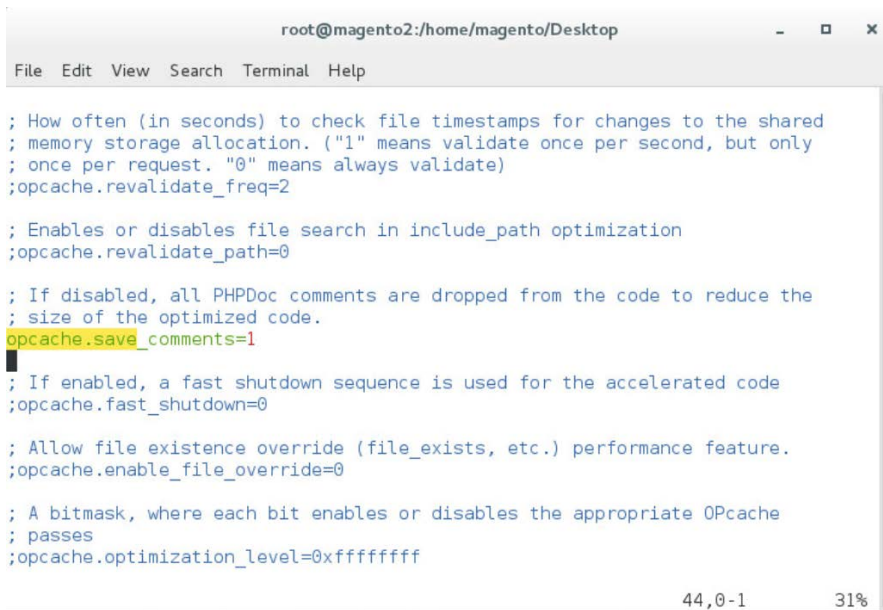 root@magento2:/home/magento/Desktop
File Edit View Search Terminal Help
; How often (in seconds) to check file timestamps for changes to the shared
; memory storage allocation. ("1" means validate once per second, but only
; once per request. "0" means always validate)
;opcache.revalidate_freq=2
; Enables or disables file search in include_path optimization
;opcache.revalidate_path=0
; If disabled, all PHPDoc comments are dropped from the code to reduce the
; size of the optimized code.
opcache.save_comments=1
; If enabled, a fast shutdown sequence is used for the accelerated code
;opcache.fast_shutdown=0
; Allow file existence override (file_exists, etc.) performance feature.
;opcache.enable_file_override=0
; A bitmask, where each bit enables or disables the appropriate OPcache
; passes
;opcache.optimization_level=0xffffffff
44,0-1 31%